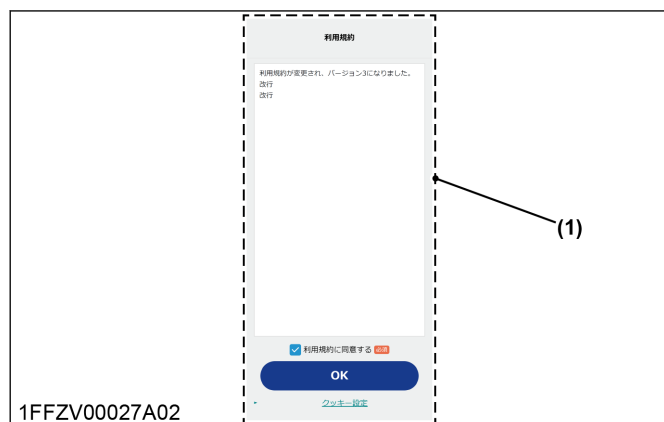 利用規約
利用規約が変更され、バージョン3になりました。
改行
改行
(1)
利用規約に同意する 必須
OK
クッキー設定
1FFZV00027A02